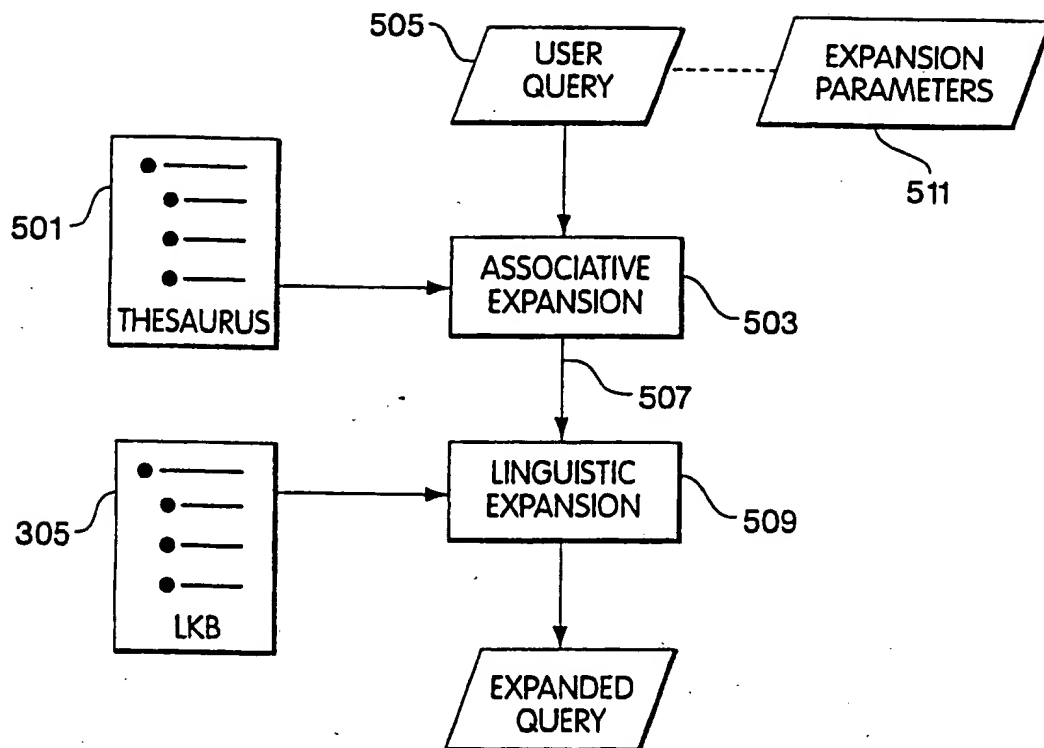 505
USER
QUERY
EXPANSION
PARAMETERS
511
501
THESAURUS
ASSOCIATIVE
EXPANSION
503
507
305
LKB
LINGUISTIC
EXPANSION
509
EXPANDED
QUERY